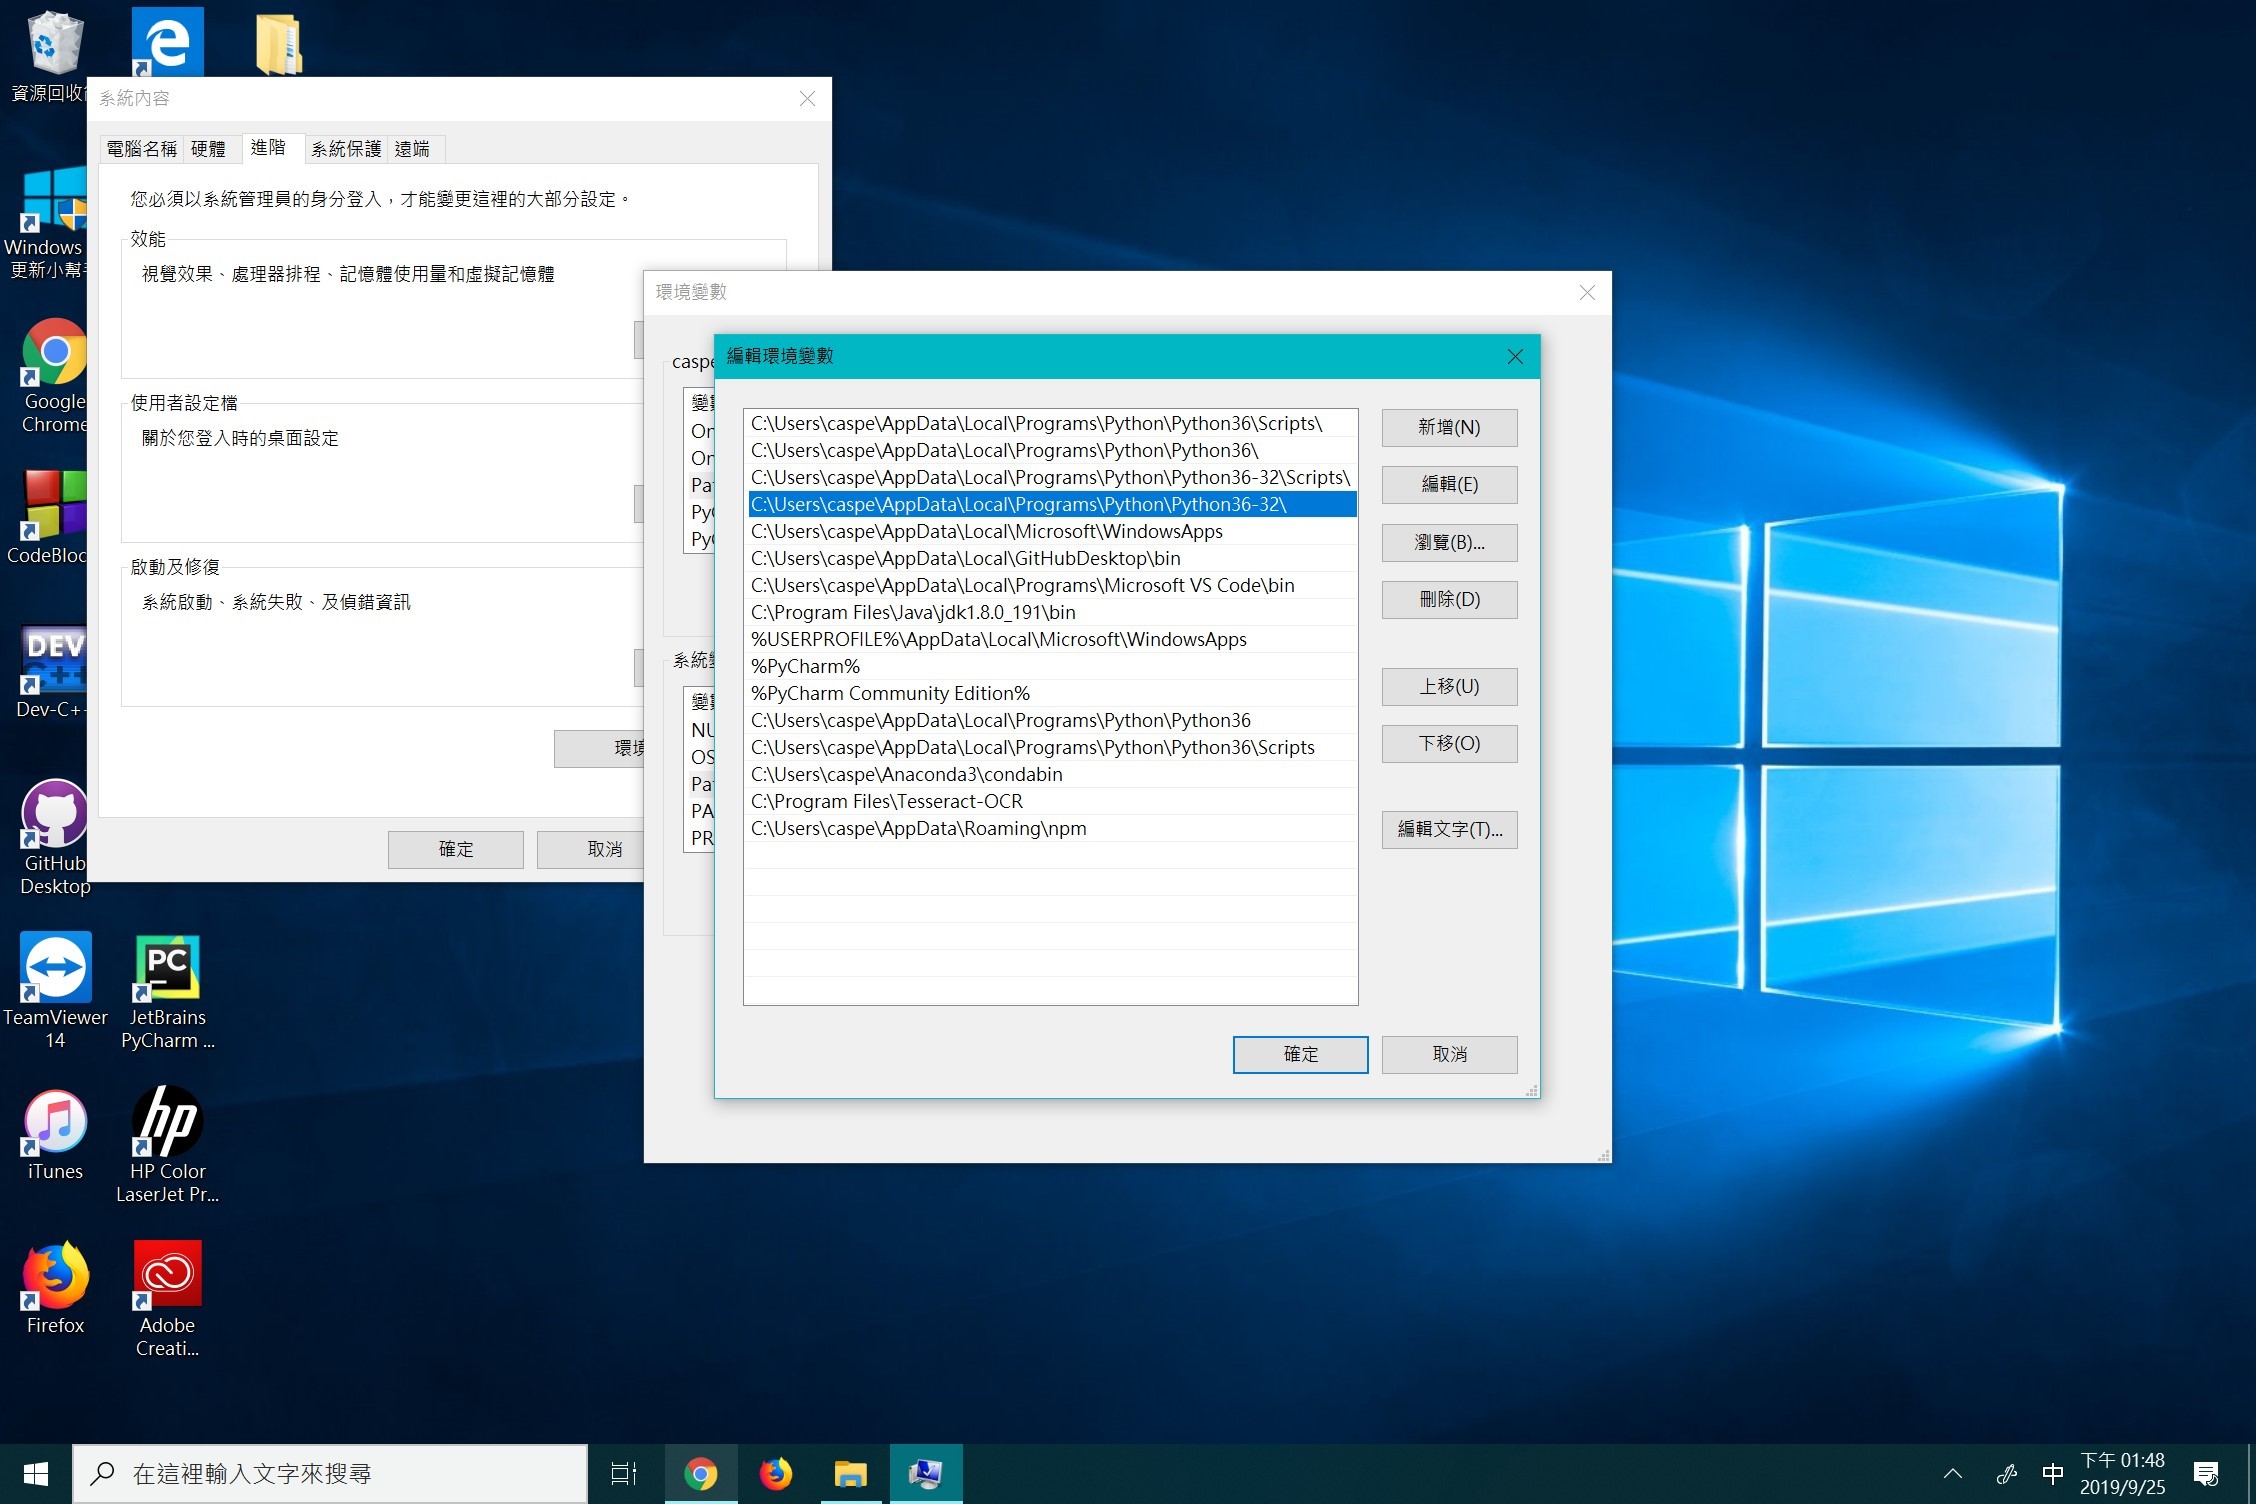 資源回收
Windows
更新小幫
Google
Chrome
CodeBloc
DEV
C++
Dev-C+
GitHub
Desktop
TeamViewer
14
PC
JetBrains
PyCharm ...
iTunes
hp
HP Color
LaserJet Pr...
Firefox
Adobe
Creati...
系統內容
電腦名稱 硬體 進階 系統保護 遠端
您必須以系統管理員的身分登入，才能變更這裡的大部分設定。
效能
視覺效果、處理器排程、記憶體使用量和虛擬記憶體
使用者設定檔
關於您登入時的桌面設定
啟動及修復
系統啟動、系統失敗、及偵錯資訊
環境
確定 取消
環境變數
caspe
變數
On
On
Pat
PyC
PyC
系統變
變數
NU
OS
Pat
PA
PR
編輯環境變數
C:\Users\caspe\AppData\Local\Programs\Python\Python36\Scripts\
C:\Users\caspe\AppData\Local\Programs\Python\Python36\
C:\Users\caspe\AppData\Local\Programs\Python\Python36-32\Scripts\
C:\Users\caspe\AppData\Local\Programs\Python\Python36-32\
C:\Users\caspe\AppData\Local\Microsoft\WindowsApps
C:\Users\caspe\AppData\Local\GitHubDesktop\bin
C:\Users\caspe\AppData\Local\Programs\Microsoft VS Code\bin
C:\Program Files\Java\jdk1.8.0_191\bin
%USERPROFILE%\AppData\Local\Microsoft\WindowsApps
%PyCharm%
%PyCharm Community Edition%
C:\Users\caspe\AppData\Local\Programs\Python\Python36
C:\Users\caspe\AppData\Local\Programs\Python\Python36\Scripts
C:\Users\caspe\Anaconda3\condabin
C:\Program Files\Tesseract-OCR
C:\Users\caspe\AppData\Roaming\npm
新增(N)
編輯(E)
瀏覽(B)...
刪除(D)
上移(U)
下移(O)
編輯文字(T)...
確定 取消
在這裡輸入文字來搜尋
中
下午 01:48
2019/9/25